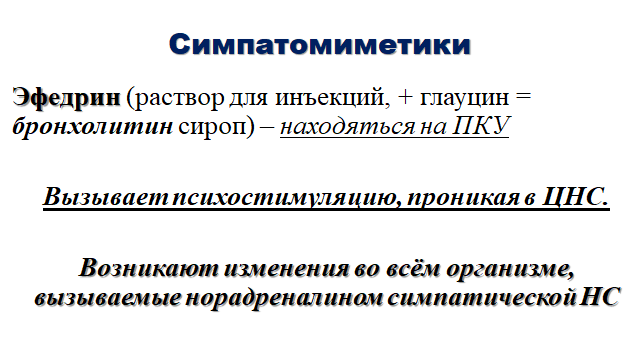 Симпатомиметики
Эфедрин (раствор для инъекций, + глауцин =
бронхолитин сироп) – находяться на ПКУ
Вызывает психостимуляцию, проникая в ЦНС.
Возникают изменения во всём организме,
вызываемые норадреналином симпатической НС